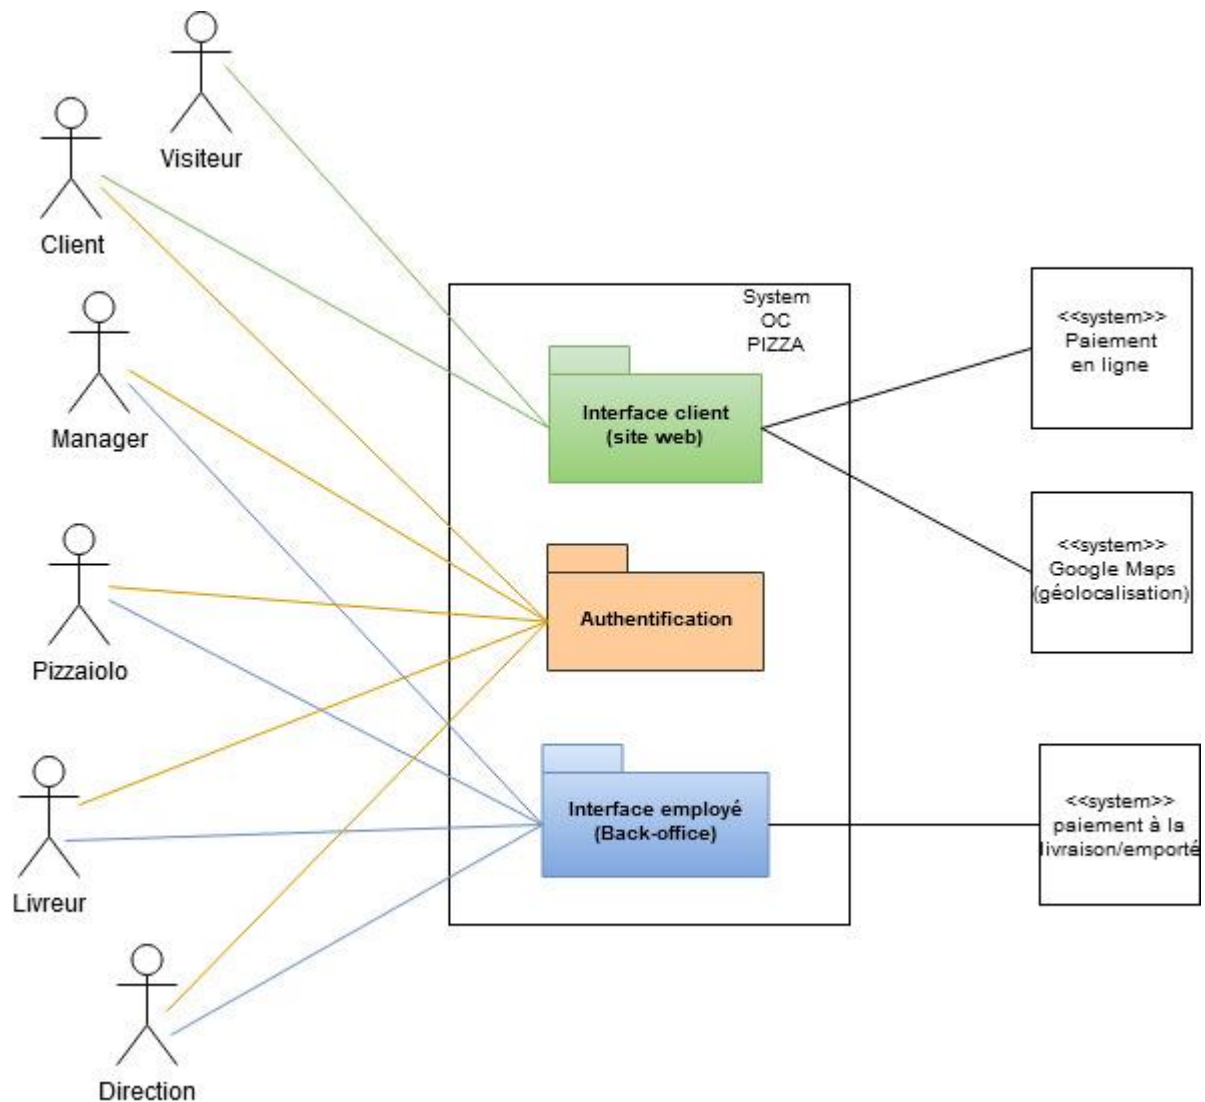 Visiteur
Client
Manager
Pizzaiolo
Livreur
Direction
System
OC
PIZZA
Interface client
(site web)
Authentification
Interface employé
(Back-office)
<<system>>
Paiement
en ligne
<<system>>
Google Maps
(géolocalisation)
<<system>>
paiement à la
livraison/emporté